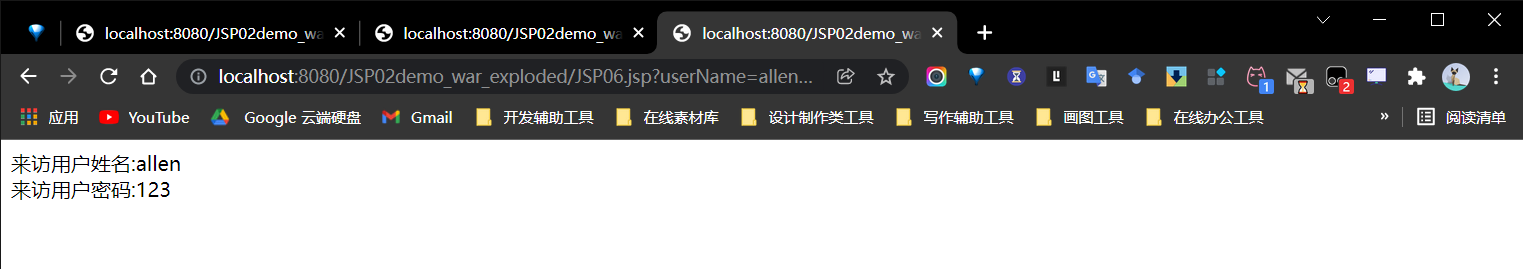 localhost:8080/JSP02demo_wa
localhost:8080/JSP02demo_wa
localhost:8080/JSP02demo_wa
localhost:8080/JSP02demo_war_exploded/JSP06.jsp?userName=allen...
1
2
应用 YouTube Google 云端硬盘 Gmail 开发辅助工具 在线素材库 设计制作类工具 写作辅助工具 画图工具 在线办公工具 » 阅读清单
来访用户姓名:allen
来访用户密码:123